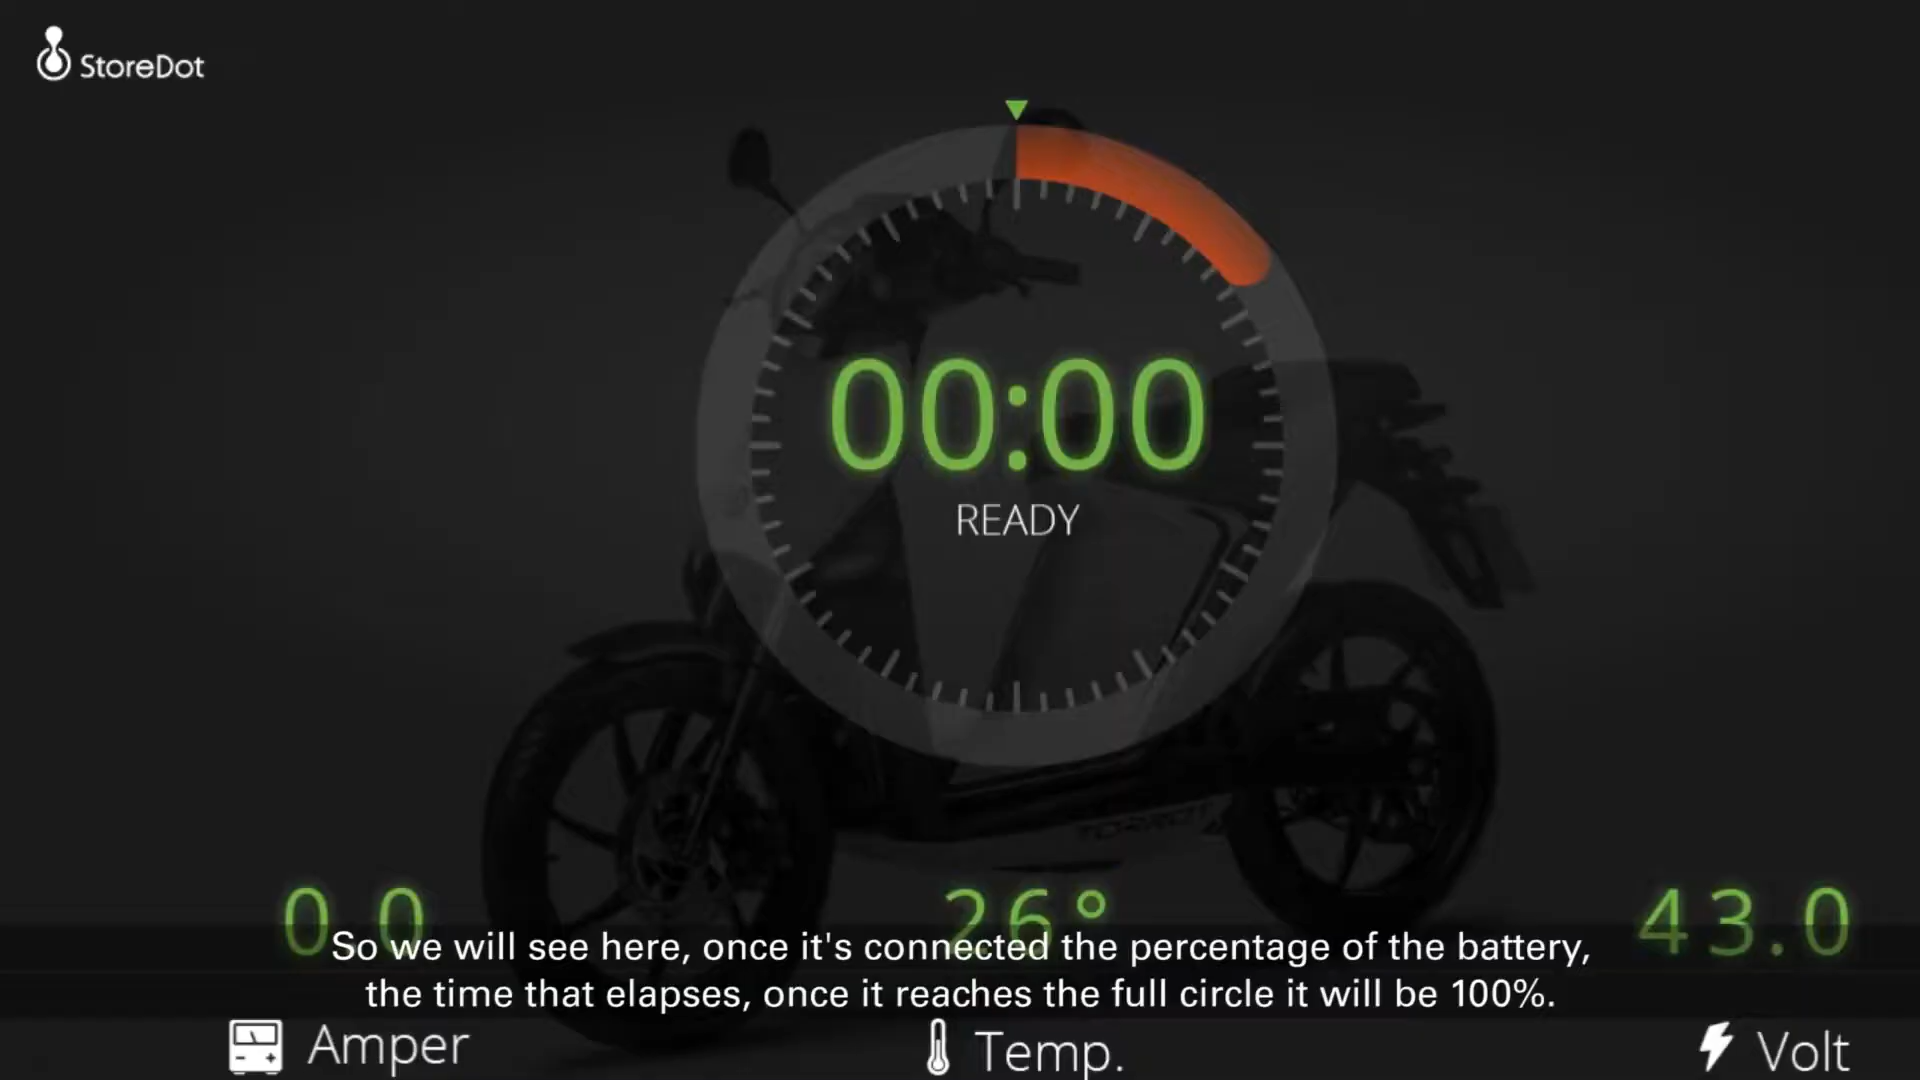 StoreDot
00:00
READY
0.0
26°
43.0
So we will see here, once it's connected the percentage of the battery,
the time that elapses, once it reaches the full circle it will be 100%.
Amper
Temp.
Volt